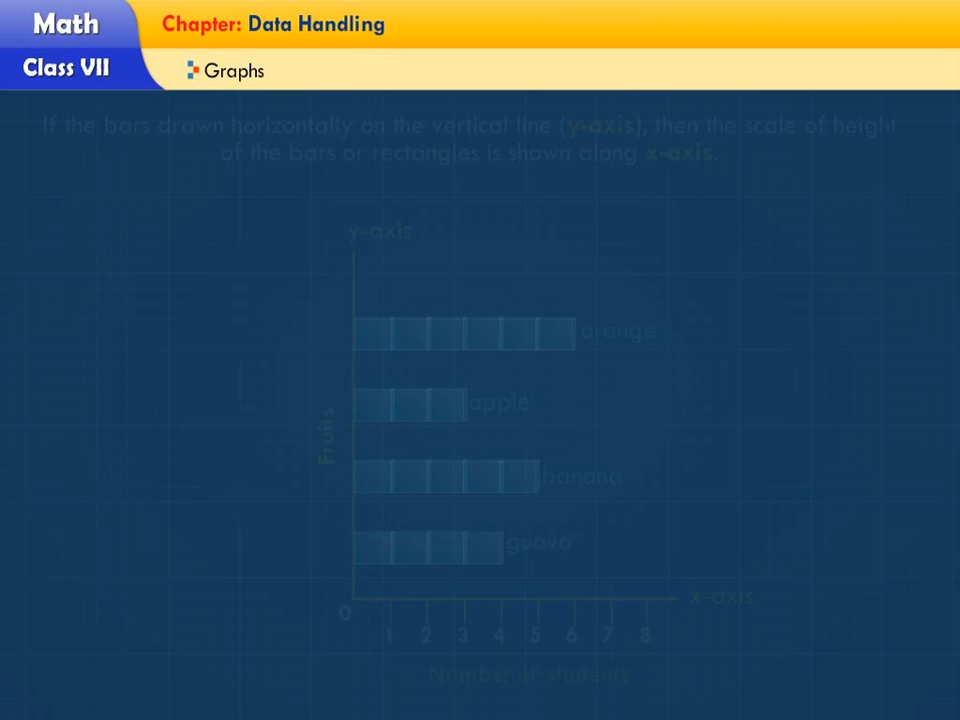 Math
Chapter: Data Handling
Class VII
Graphs
If the bars drawn horizontally on the vertical line (y-axis), then the scale of height
of the bars or rectangles is shown along x-axis.
y-axis
orange
apple
Fruits
banana
guava
x-axis
0
1 2 3 4 5 6 7 8
Number of students